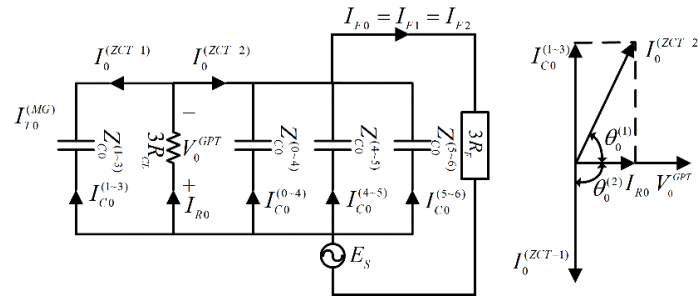 I_{F0} = I_{F1} = I_{F2}
I_0^{(ZCT-1)}
I_0^{(ZCT-2)}
I_{T0}^{(MG)}
Z_{C0}^{(1~3)}
3R_{CL}
−
V_0^{GPT}
+
Z_{C0}^{(0~4)}
Z_{C0}^{(4~5)}
Z_{C0}^{(5~6)}
3R_F
I_{C0}^{(1~3)}
I_{R0}
I_{C0}^{(0~4)}
I_{C0}^{(4~5)}
I_{C0}^{(5~6)}
E_S
I_{C0}^{(1~3)}
I_0^{(ZCT-2)}
θ_0^{(1)}
θ_0^{(2)}
I_{R0}
V_0^{GPT}
I_0^{(ZCT-1)}